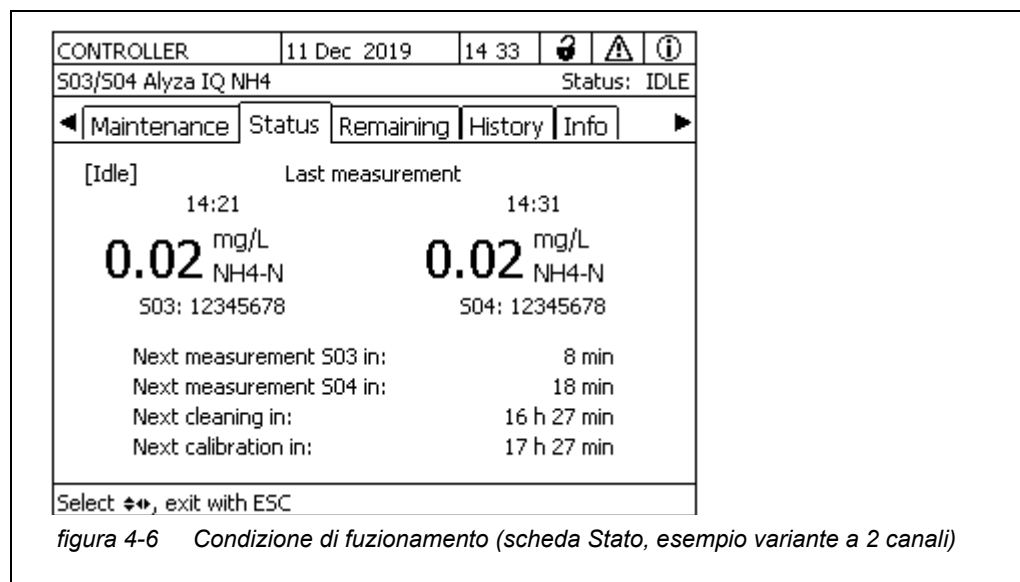 CONTROLLER 11 Dec 2019 14 33
S03/S04 Alyza IQ NH4 Status: IDLE
Maintenance Status Remaining History Info
[Idle] Last measurement
14:21 14:31
0.02 mg/L NH4-N 0.02 mg/L NH4-N
S03: 12345678 S04: 12345678
Next measurement S03 in: 8 min
Next measurement S04 in: 18 min
Next cleaning in: 16 h 27 min
Next calibration in: 17 h 27 min
Select , exit with ESC
figura 4-6 Condizione di fuzionamento (scheda Stato, esempio variante a 2 canali)